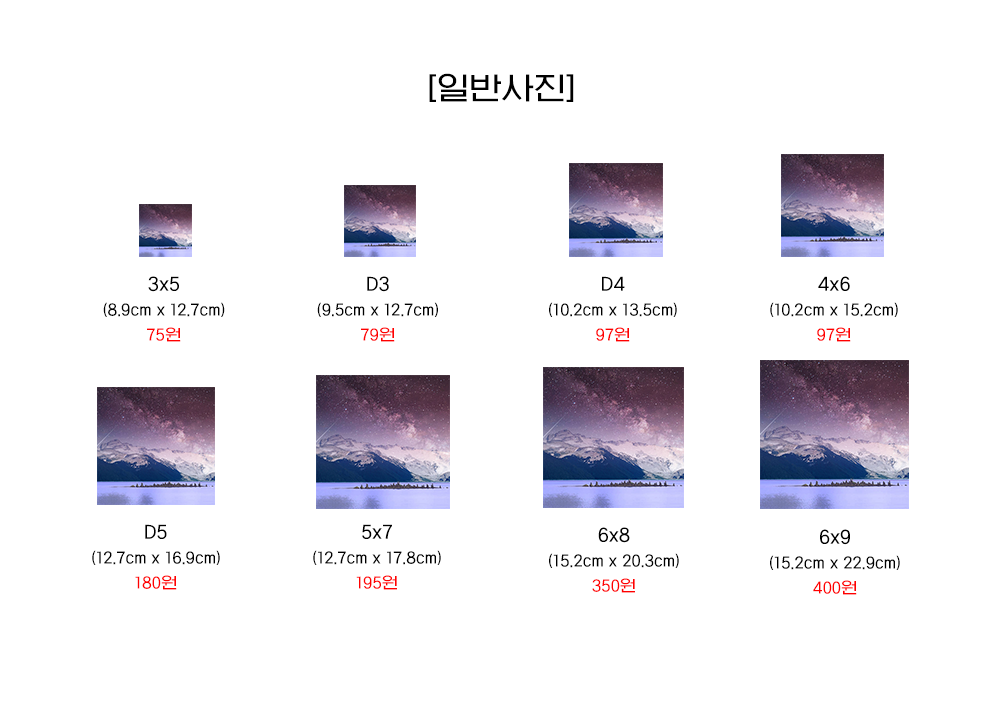 [일반사진]
3x5
(8.9cm x 12.7cm)
75원
D3
(9.5cm x 12.7cm)
79원
D4
(10.2cm x 13.5cm)
97원
4x6
(10.2cm x 15.2cm)
97원
D5
(12.7cm x 16.9cm)
180원
5x7
(12.7cm x 17.8cm)
195원
6x8
(15.2cm x 20.3cm)
350원
6x9
(15.2cm x 22.9cm)
400원